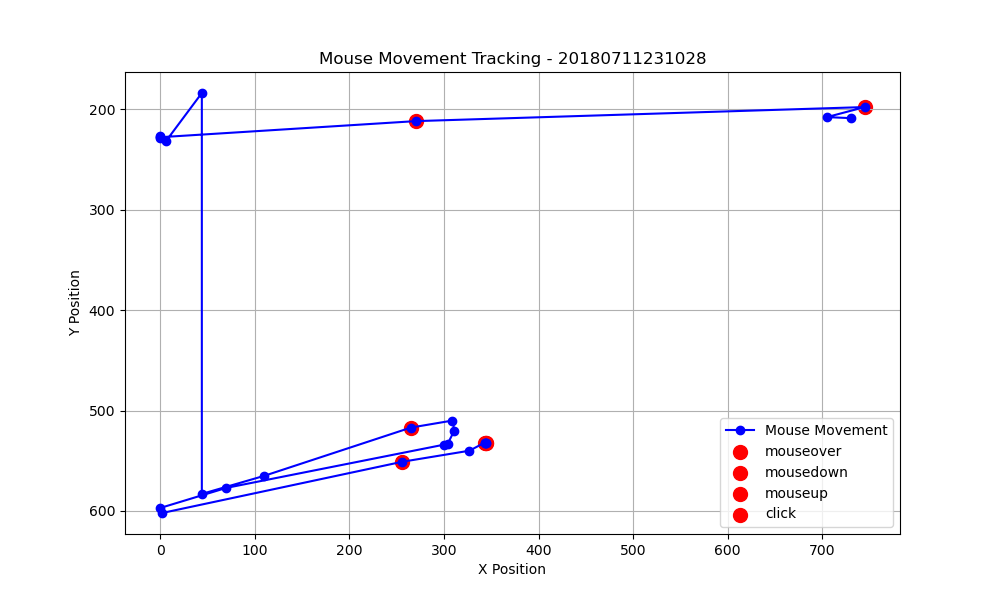 Mouse Movement Tracking - 20180711231028
200
300
400
500
600
Y Position
0 100 200 300 400 500 600 700
X Position
Mouse Movement
mouseover
mousedown
mouseup
click